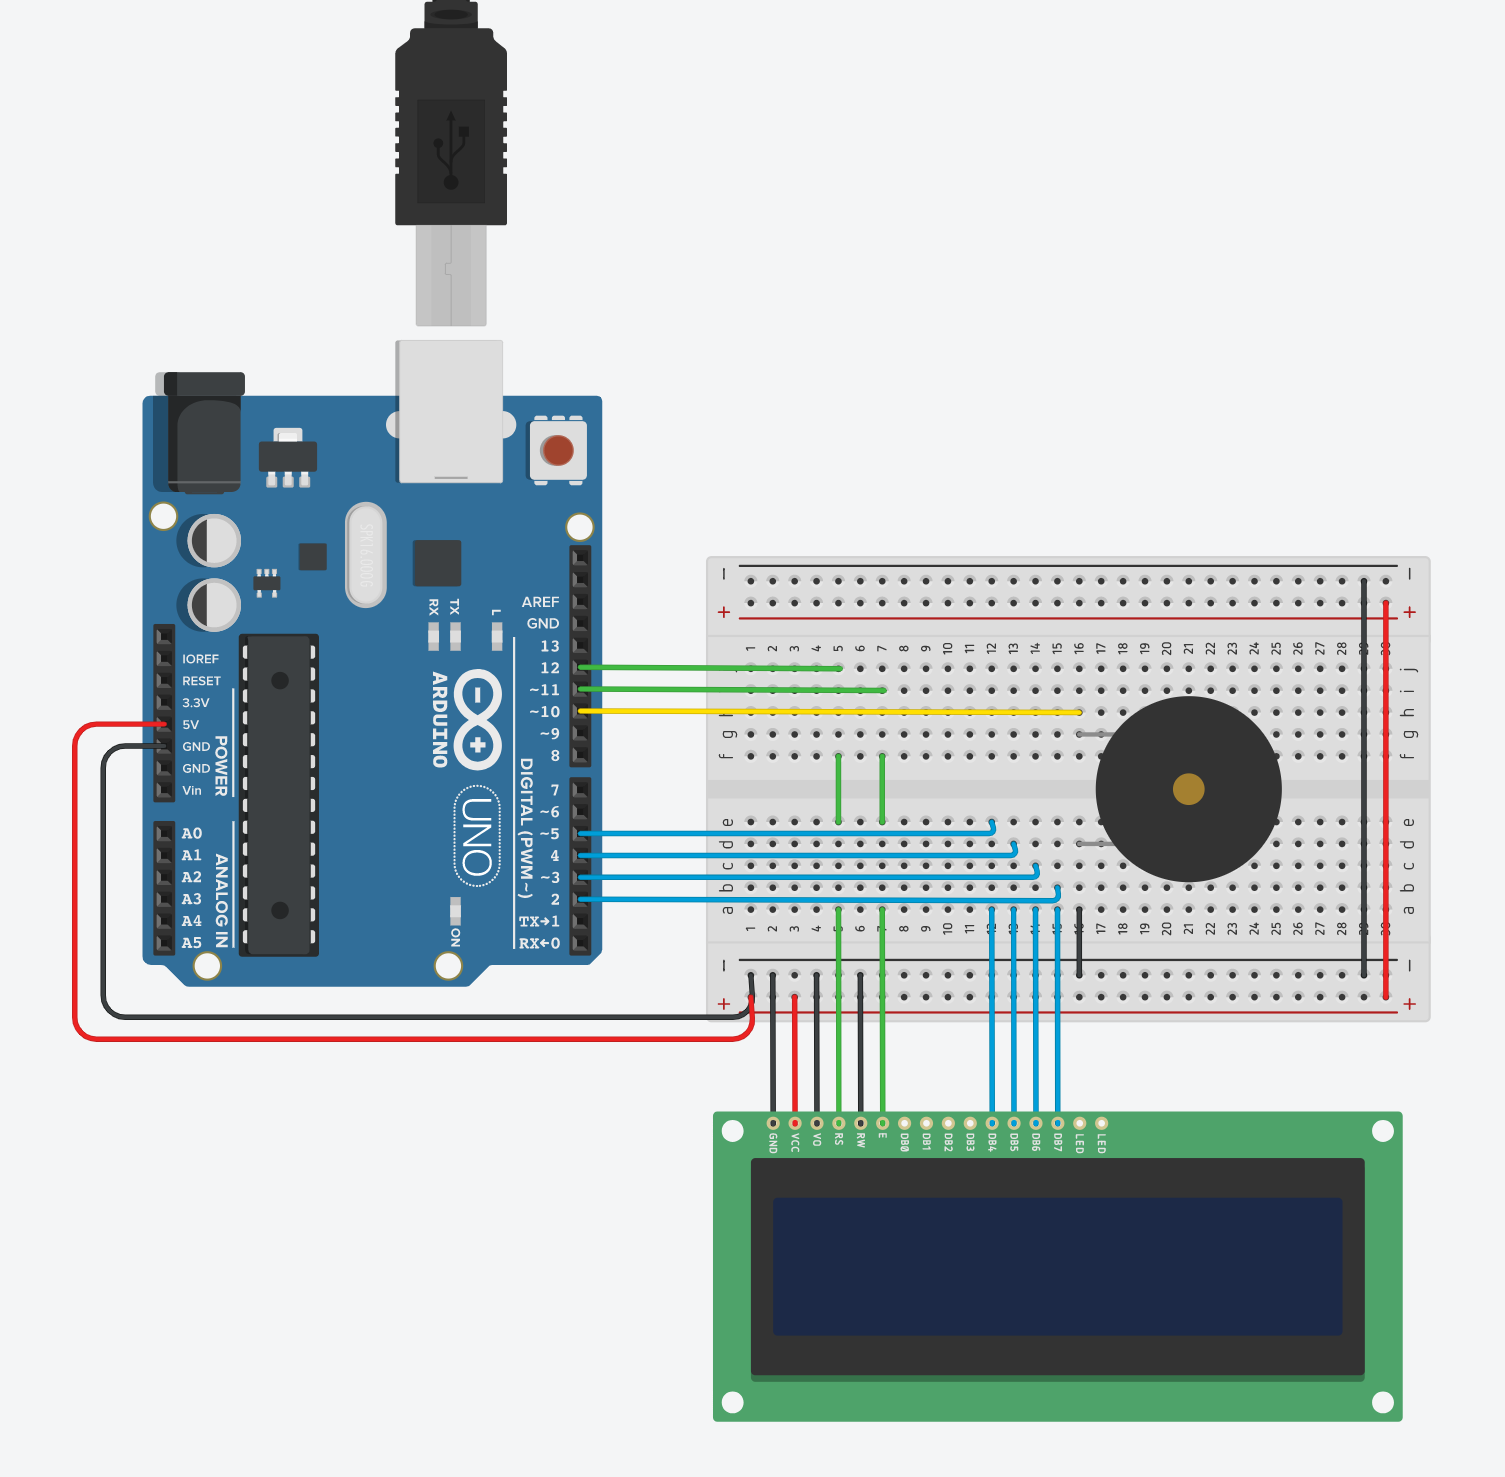 SPK16.000G
RX
TX
L
AREF
GND
13
12
~11
~10
~9
8
7
~6
~5
4
~3
2
TX→1
RX←0
DIGITAL (PWM ~)
ARDUINO
UNO
ON
IOREF
RESET
3.3V
5V
GND
GND
Vin
POWER
A0
A1
A2
A3
A4
A5
ANALOG IN
− −
+ +
1 2 3 4 5 6 7 8 9 10 11 12 13 14 15 16 17 18 19 20 21 22 23 24 25 26 27 28
j
i i
h h
g g
f f
e e
d d
c c
b b
a a
1 2 3 4 5 6 7 8 9 10 11 12 13 14 15 16 17 18 19 20 21 22 23 24 25 26 27 28
− −
+ +
GND VCC VO RS RW E DB0 DB1 DB2 DB3 DB4 DB5 DB6 DB7 LED LED